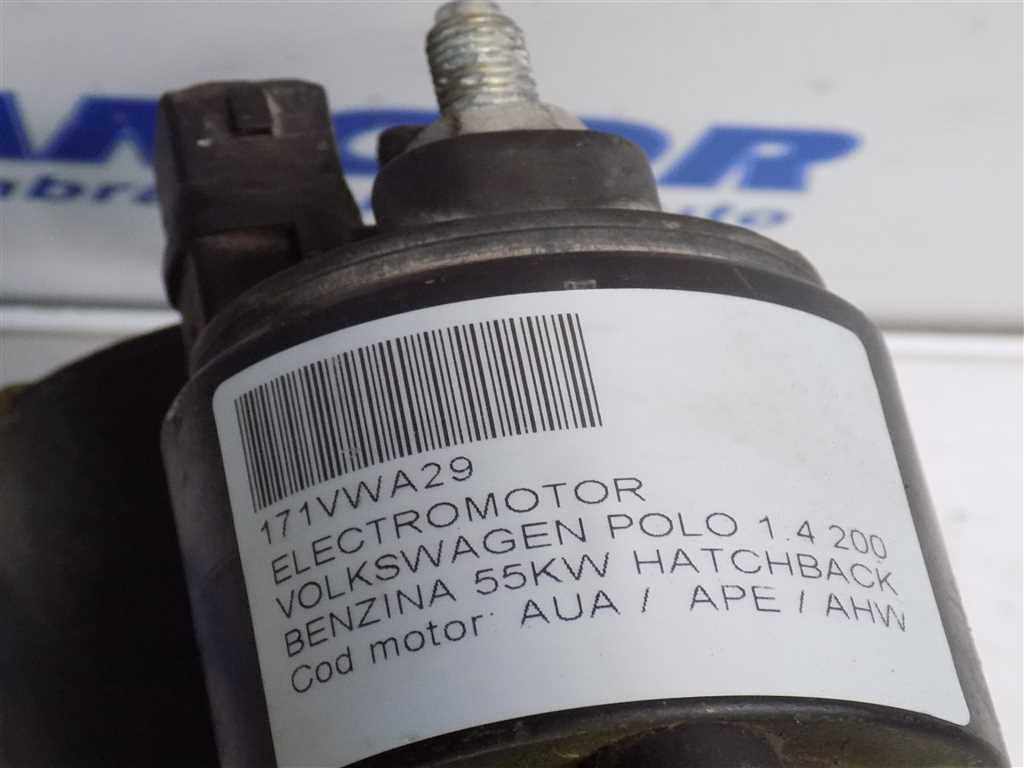 171VWA29
ELECTROMOTOR
VOLKSWAGEN POLO 1.4 200
BENZINA 55KW HATCHBACK
Cod motor: AUA / APE / AHW